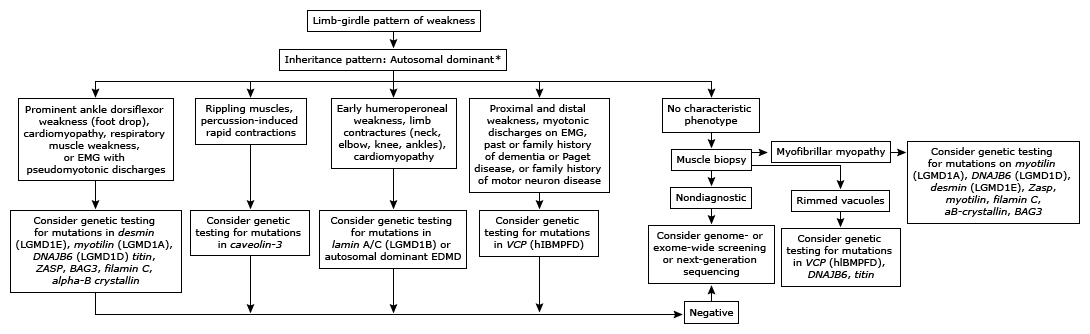 Limb-girdle pattern of weakness
Inheritance pattern: Autosomal dominant*
Prominent ankle dorsiflexor
weakness (foot drop),
cardiomyopathy, respiratory
muscle weakness,
or EMG with
pseudomyotonic discharges
Rippling muscles,
percussion-induced
rapid contractions
Early humeroperoneal
weakness, limb
contractures (neck,
elbow, knee, ankles),
cardiomyopathy
Proximal and distal
weakness, myotonic
discharges on EMG,
past or family history
of dementia or Paget
disease, or family history
of motor neuron disease
No characteristic
phenotype
Muscle biopsy
Myofibrillar myopathy
Consider genetic testing
for mutations on myotilin
(LGMD1A), DNAJB6 (LGMD1D),
desmin (LGMD1E), Zasp,
myotilin, filamin C,
aB-crystallin, BAG3
Nondiagnostic
Rimmed vacuoles
Consider genetic testing
for mutations in desmin
(LGMD1E), myotilin (LGMD1A),
DNAJB6 (LGMD1D) titin,
ZASP, BAG3, filamin C,
alpha-B crystallin
Consider genetic
testing for mutations
in caveolin-3
Consider genetic testing
for mutations in
lamin A/C (LGMD1B) or
autosomal dominant EDMD
Consider genetic
testing for mutations
in VCP (hIBMPFD)
Consider genome- or
exome-wide screening
or next-generation
sequencing
Consider genetic
testing for mutations
in VCP (hlBMPFD),
DNAJB6, titin
Negative